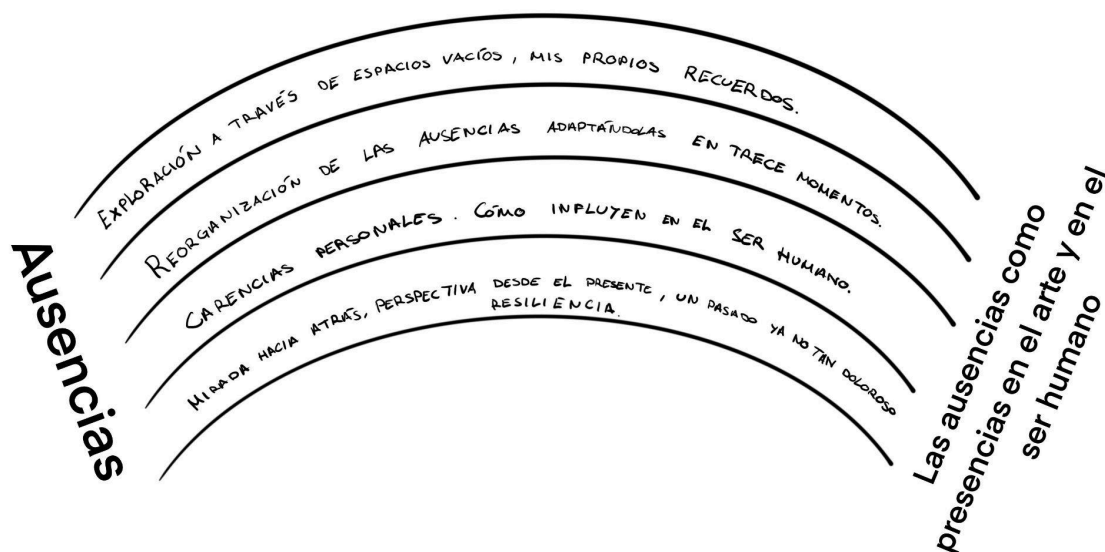 Ausencias
EXPLORACIÓN A TRAVÉS DE ESPACIOS VACÍOS, MIS PROPIOS RECUERDOS.
REORGANIZACIÓN DE LAS AUSENCIAS ADAPTÁNDOLAS EN TRECE MOMENTOS.
CARENCIAS PERSONALES. CÓMO INFLUYEN EN EL SER HUMANO.
MIRADA HACIA ATRÁS, PERSPECTIVA DESDE EL PRESENTE, UN PASADO YA NO TAN DOLOROSO
RESILIENCIA.
Las ausencias como
presencias en el arte y en el
ser humano